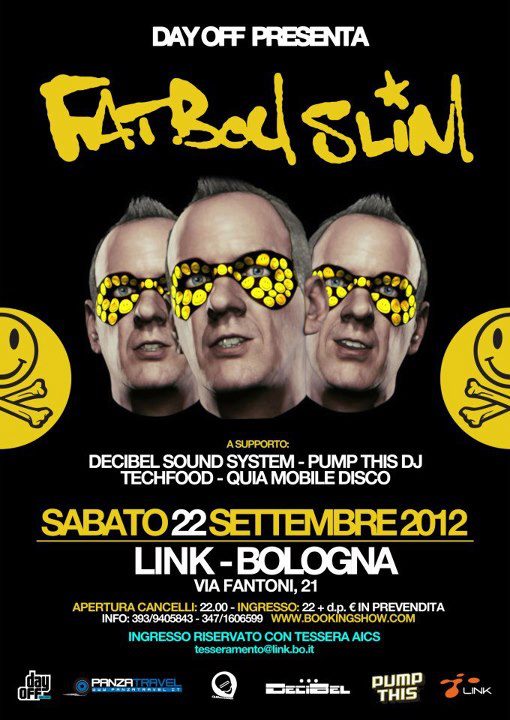 DAY OFF PRESENTA
FATBOY SLIM
A SUPPORTO:
DECIBEL SOUND SYSTEM - PUMP THIS DJ
TECHFOOD - QUIA MOBILE DISCO
SABATO 22 SETTEMBRE 2012
LINK - BOLOGNA
VIA FANTONI, 21
APERTURA CANCELLI: 22.00 - INGRESSO: 22 + d.p. € IN PREVENDITA
INFO: 393/9405843 - 347/1606599 WWW.BOOKINGSHOW.COM
INGRESSO RISERVATO CON TESSERA AICS
tesseramento@link.bo.it
day OFF PANZATRAVEL DECIBEL PUMP THIS LINK
WWW.PANZATRAVEL.IT